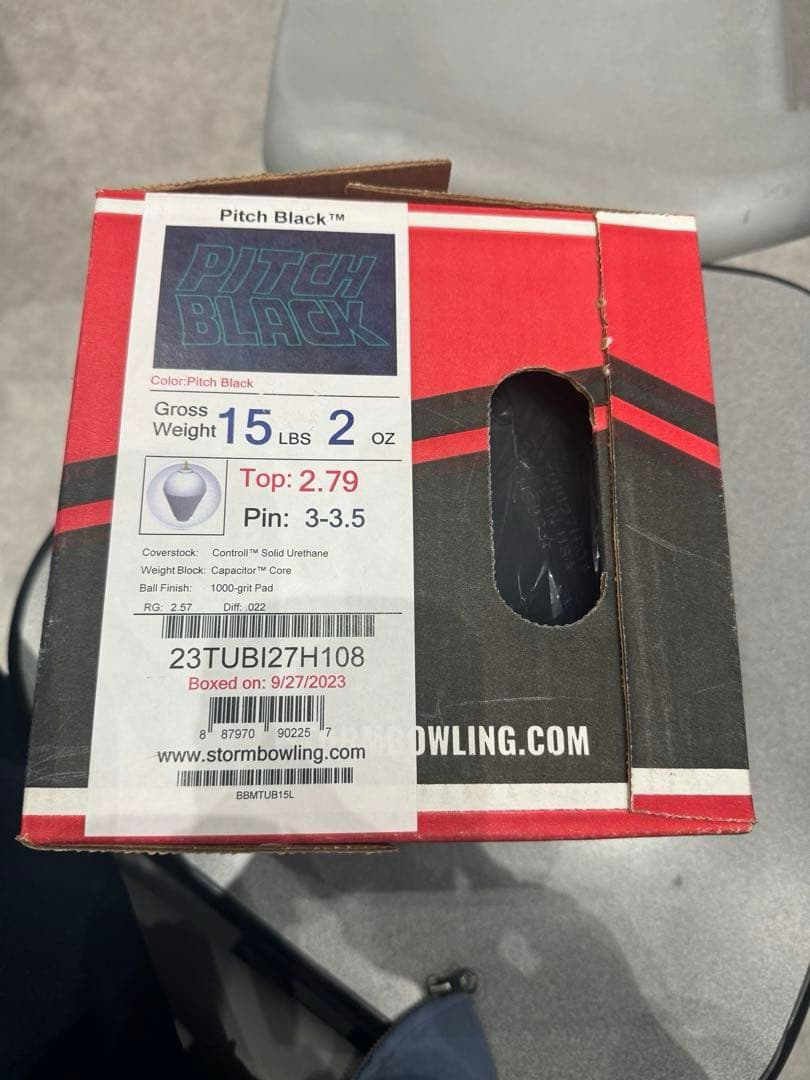 Pitch Black™
PITCH
BLACK
Color:Pitch Black
Gross
Weight 15 LBS 2 OZ
Top: 2.79
Pin: 3-3.5
Coverstock: Controll™ Solid Urethane
Weight Block: Capacitor™ Core
Ball Finish: 1000-grit Pad
RG: 2.57 Diff: .022
23TUBI27H108
Boxed on: 9/27/2023
8 87970 90225 7
www.stormbowling.com
BBMTUB15L
OWLING.COM